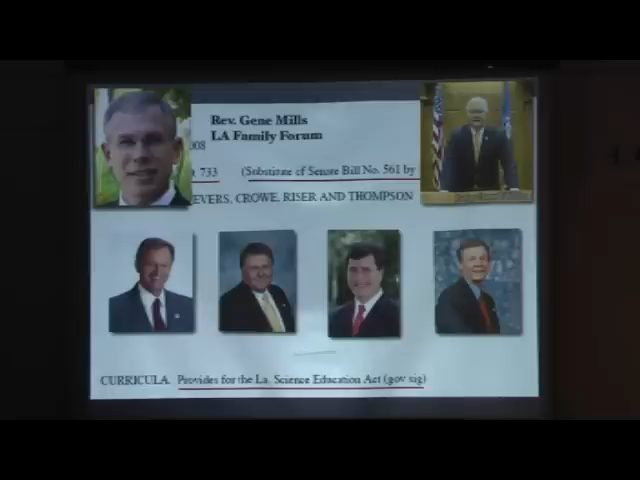 Rev. Gene Mills
LA Family Forum
008
733 (Substitute of Senate Bill No. 561 by
EVERS, CROWE, RISER AND THOMPSON
CURRICULA. Provides for the La. Science Education Act (gov sig)